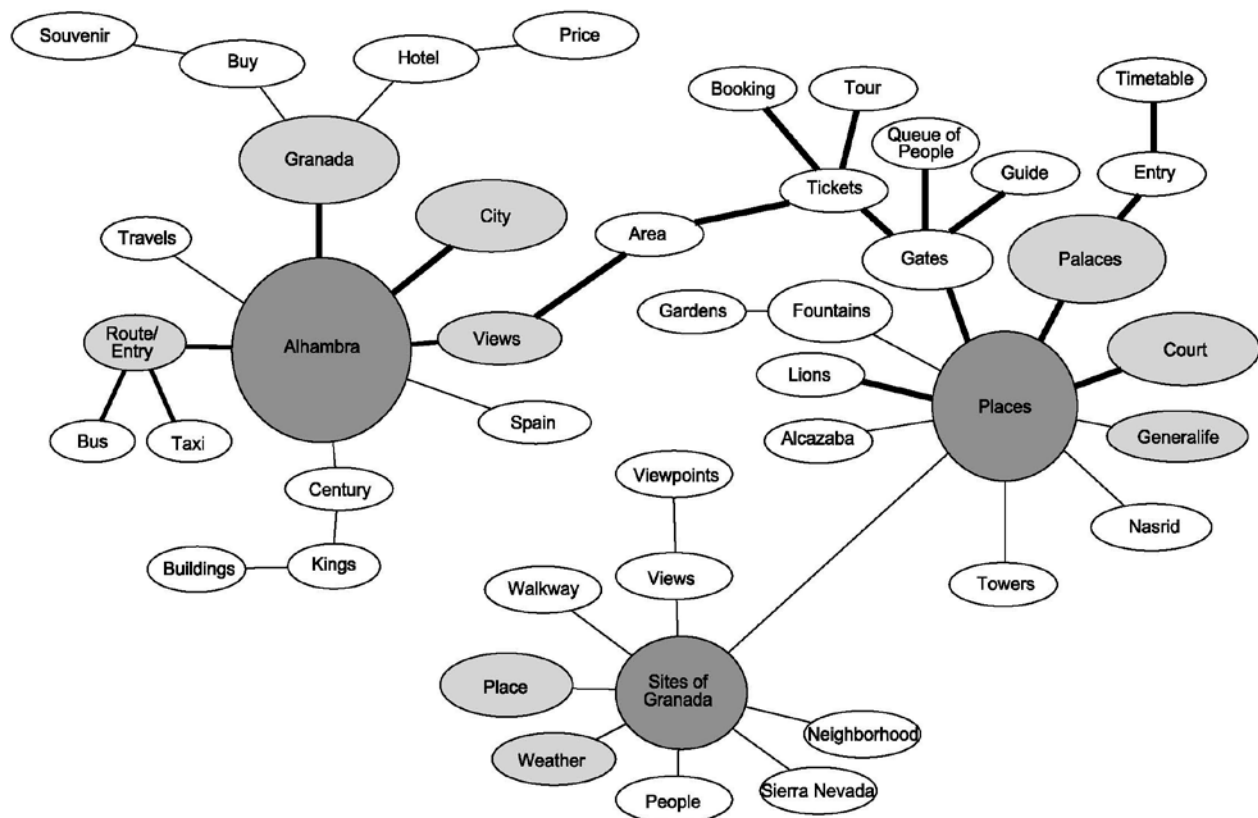 Souvenir
Buy
Hotel
Price
Granada
City
Travels
Route/
Entry
Alhambra
Views
Bus
Taxi
Spain
Century
Buildings
Kings
Booking
Tour
Timetable
Queue of
People
Guide
Entry
Tickets
Area
Gates
Palaces
Gardens
Fountains
Court
Lions
Places
Alcazaba
Generalife
Nasrid
Towers
Viewpoints
Views
Walkway
Place
Sites of
Granada
Weather
Neighborhood
People
Sierra Nevada